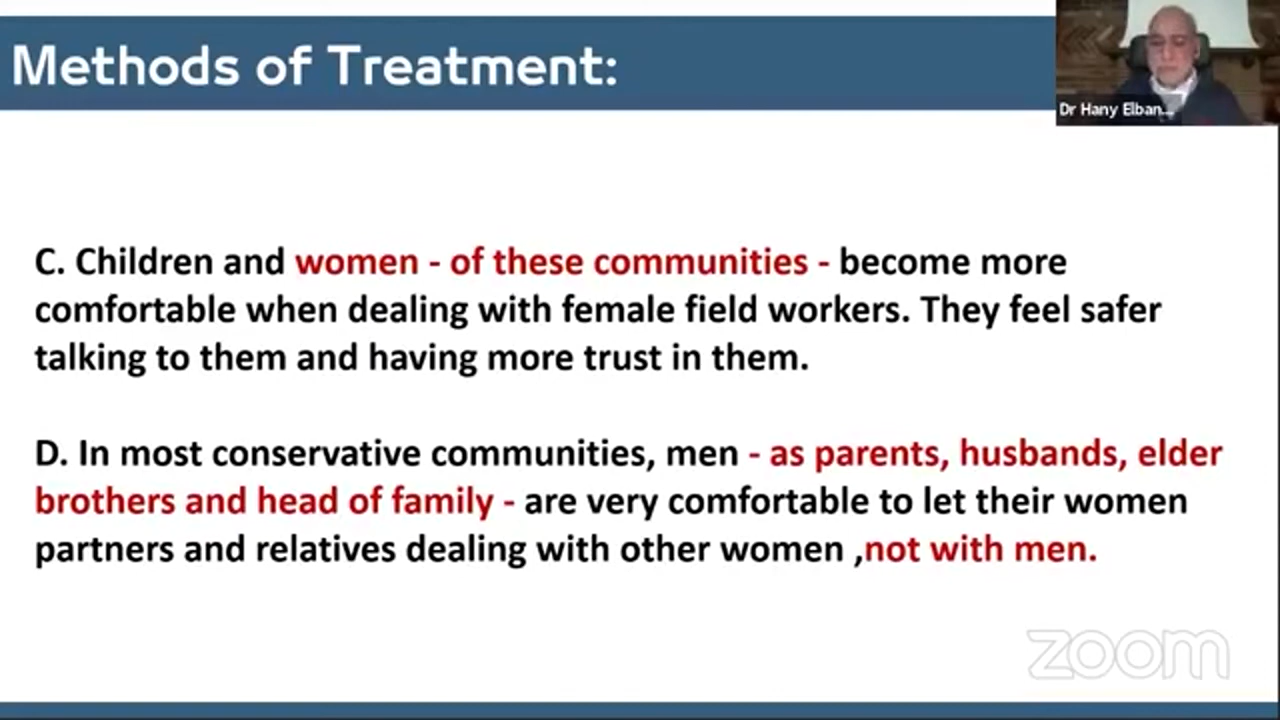 Methods of Treatment:
Dr Hany Elban...
C. Children and women - of these communities - become more
comfortable when dealing with female field workers. They feel safer
talking to them and having more trust in them.
D. In most conservative communities, men - as parents, husbands, elder
brothers and head of family - are very comfortable to let their women
partners and relatives dealing with other women ,not with men.
zoom